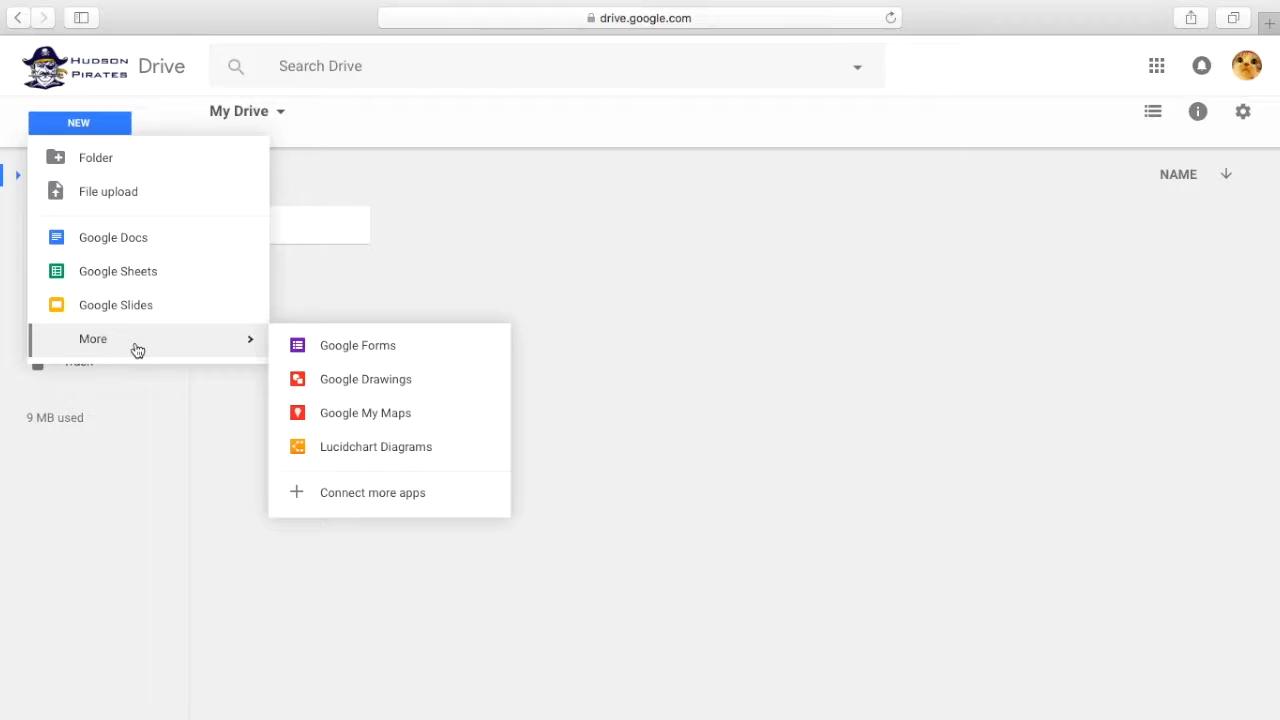 drive.google.com
HUDSON
PIRATES
Drive
Search Drive
NEW
My Drive
Folder
File upload
NAME
Google Docs
Google Sheets
Google Slides
More
Google Forms
Google Drawings
Google My Maps
9 MB used
Lucidchart Diagrams
Connect more apps